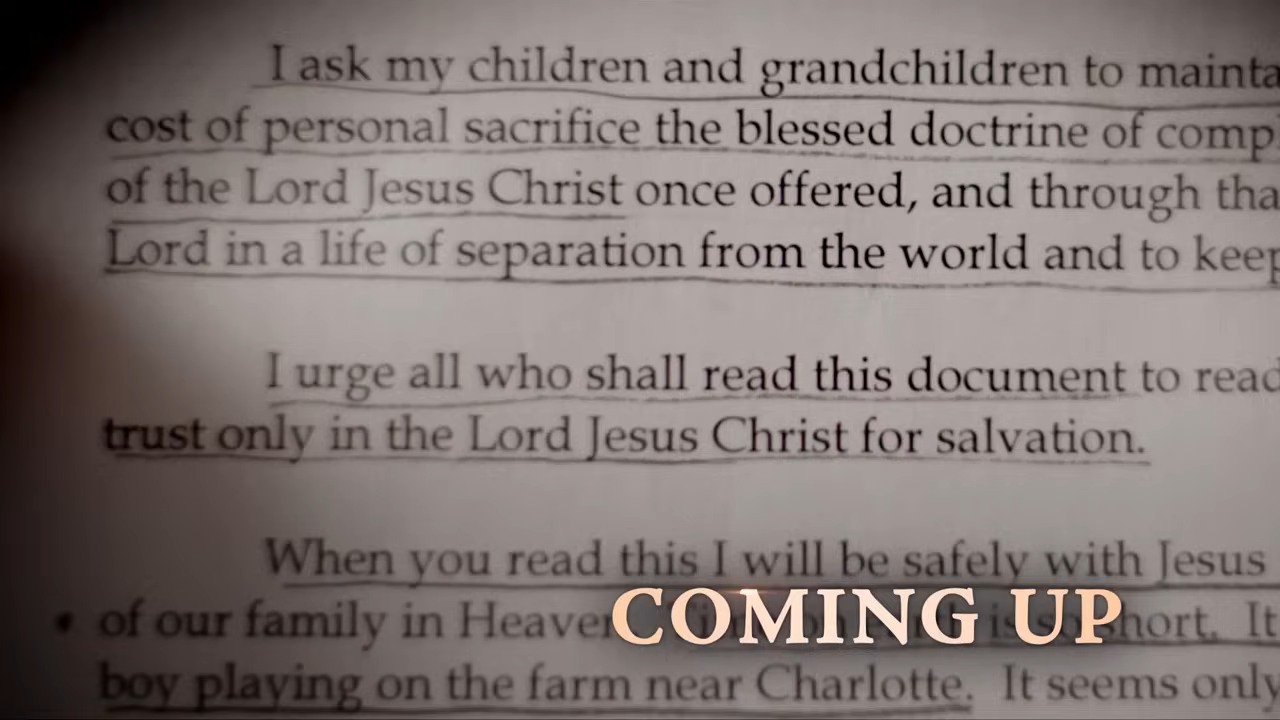 I ask my children and grandchildren to mainta
cost of personal sacrifice the blessed doctrine of comp
of the Lord Jesus Christ once offered, and through tha
Lord in a life of separation from the world and to keep
I urge all who shall read this document to read
trust only in the Lord Jesus Christ for salvation.
When you read this I will be safely with Jesus
of our family in Heaven hort. It
COMING UP
boy playing on the farm near Charlotte. It seems only